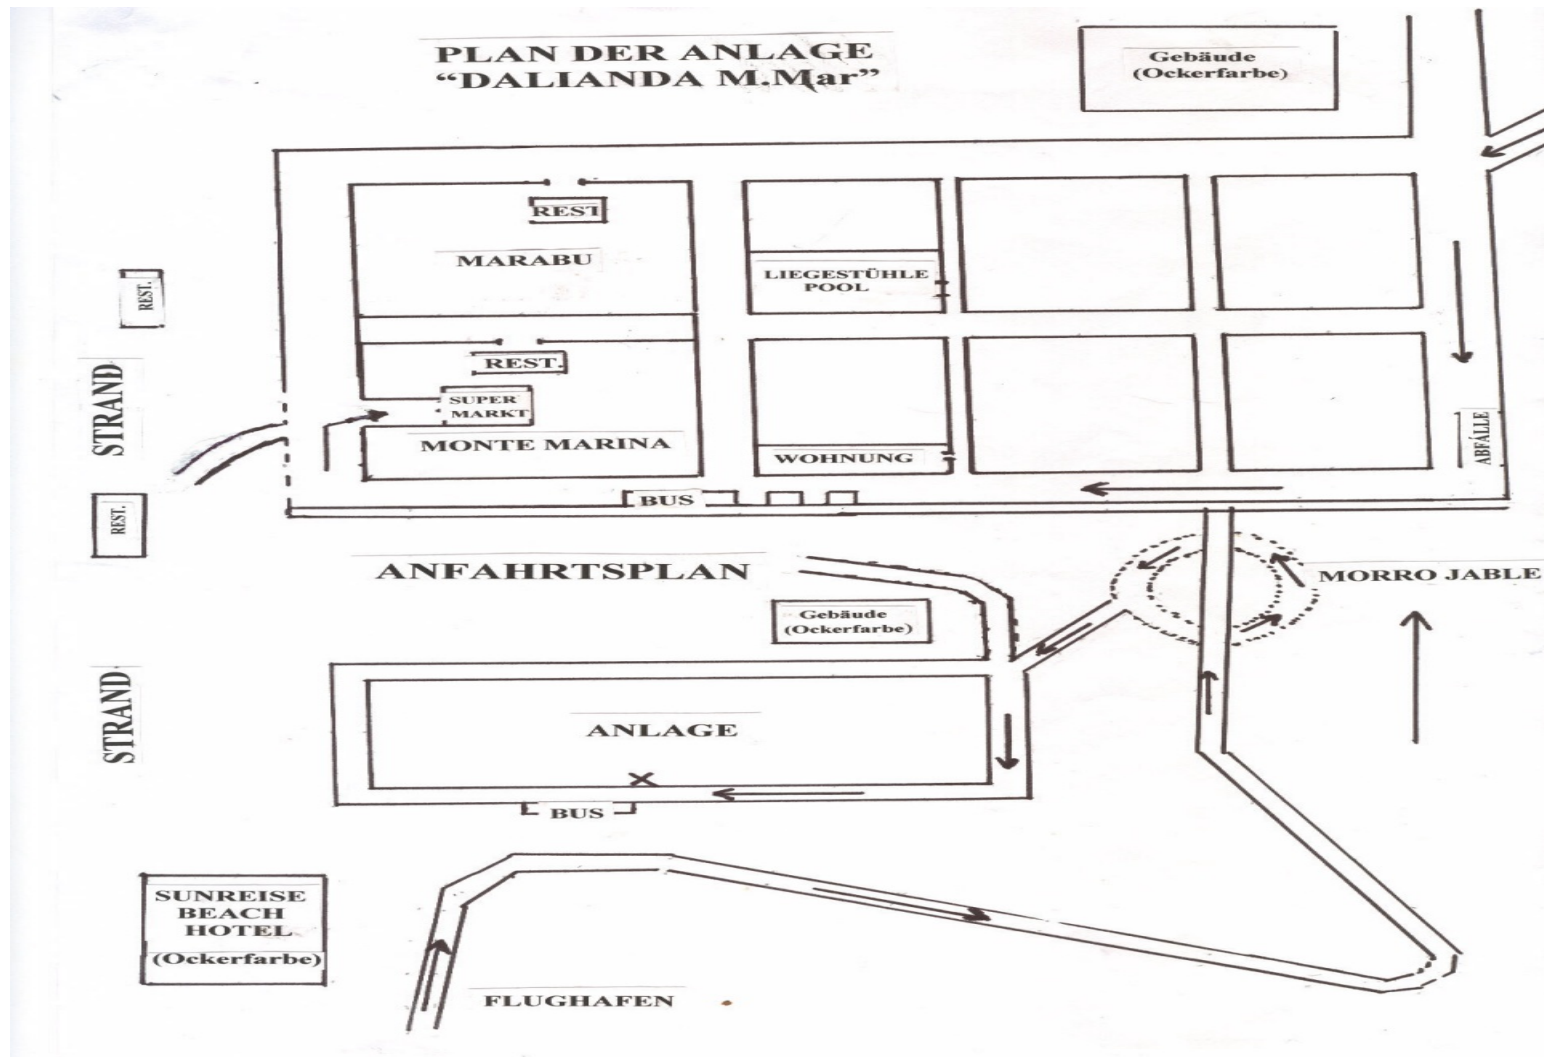 PLAN DER ANLAGE
“DALIANDA M.Mar”
Gebäude
(Ockerfarbe)
REST
MARABU
LIEGESTÜHLE
POOL
REST.
STRAND
REST.
SUPER
MARKT
MONTE MARINA
WOHNUNG
ABFÁLLE
REST.
BUS
ANFAHRTSPLAN
MORRO JABLE
Gebäude
(Ockerfarbe)
STRAND
ANLAGE
X
BUS
SUNREISE
BEACH
HOTEL
(Ockerfarbe)
FLUGHAFEN